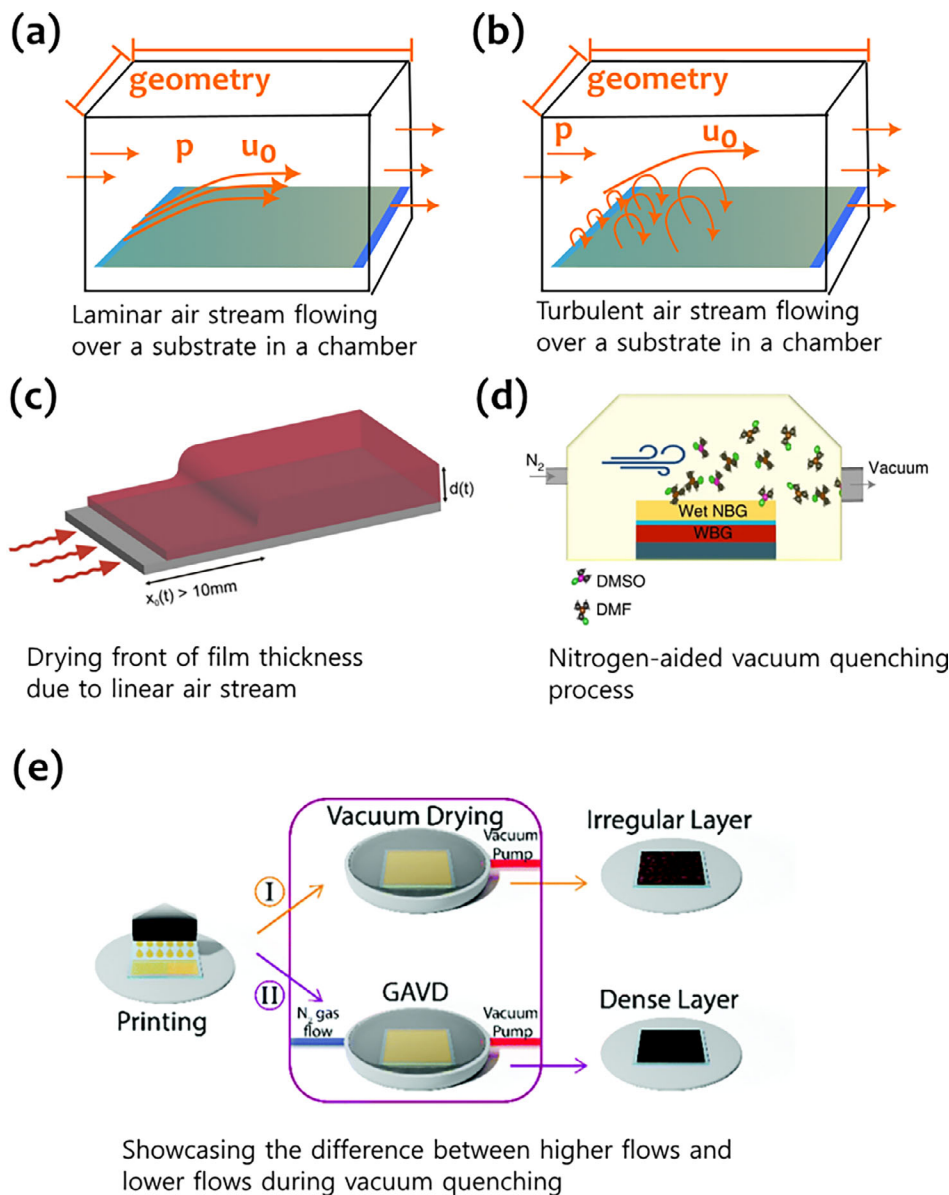 (a)
geometry
p
u₀
Laminar air stream flowing
over a substrate in a chamber
(b)
geometry
p
u₀
Turbulent air stream flowing
over a substrate in a chamber
(c)
d(t)
x₀(t) > 10mm
Drying front of film thickness
due to linear air stream
(d)
N₂
Vacuum
Wet NBG
WBG
DMSO
DMF
Nitrogen-aided vacuum quenching
process
(e)
Printing
I
II
Vacuum Drying
Vacuum
Pump
Irregular Layer
GAVD
N₂ gas
flow
Vacuum
Pump
Dense Layer
Showcasing the difference between higher flows and
lower flows during vacuum quenching